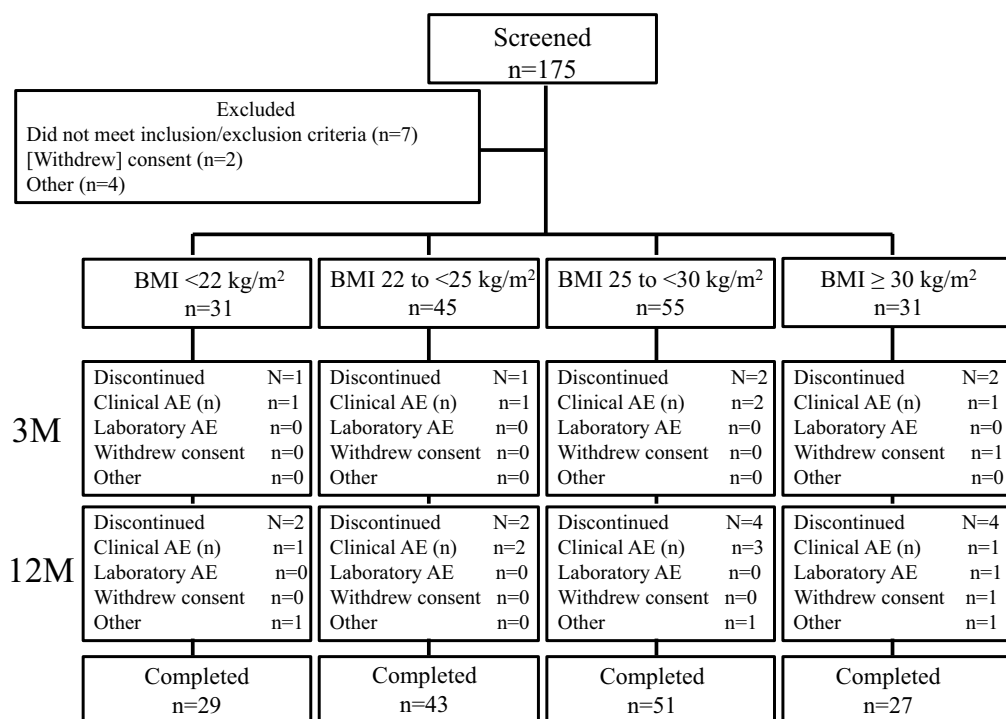 Screened
n=175
Excluded
Did not meet inclusion/exclusion criteria (n=7)
[Withdrew] consent (n=2)
Other (n=4)
BMI <22 kg/m²
n=31
BMI 22 to <25 kg/m²
n=45
BMI 25 to <30 kg/m²
n=55
BMI ≥ 30 kg/m²
n=31
3M
Discontinued N=1
Clinical AE (n) n=1
Laboratory AE n=0
Withdrew consent n=0
Other n=0
Discontinued N=1
Clinical AE (n) n=1
Laboratory AE n=0
Withdrew consent n=0
Other n=0
Discontinued N=2
Clinical AE (n) n=2
Laboratory AE n=0
Withdrew consent n=0
Other n=0
Discontinued N=2
Clinical AE (n) n=1
Laboratory AE n=0
Withdrew consent n=1
Other n=0
12M
Discontinued N=2
Clinical AE (n) n=1
Laboratory AE n=0
Withdrew consent n=0
Other n=1
Discontinued N=2
Clinical AE (n) n=2
Laboratory AE n=0
Withdrew consent n=0
Other n=0
Discontinued N=4
Clinical AE (n) n=3
Laboratory AE n=0
Withdrew consent n=0
Other n=1
Discontinued N=4
Clinical AE (n) n=1
Laboratory AE n=1
Withdrew consent n=1
Other n=1
Completed
n=29
Completed
n=43
Completed
n=51
Completed
n=27